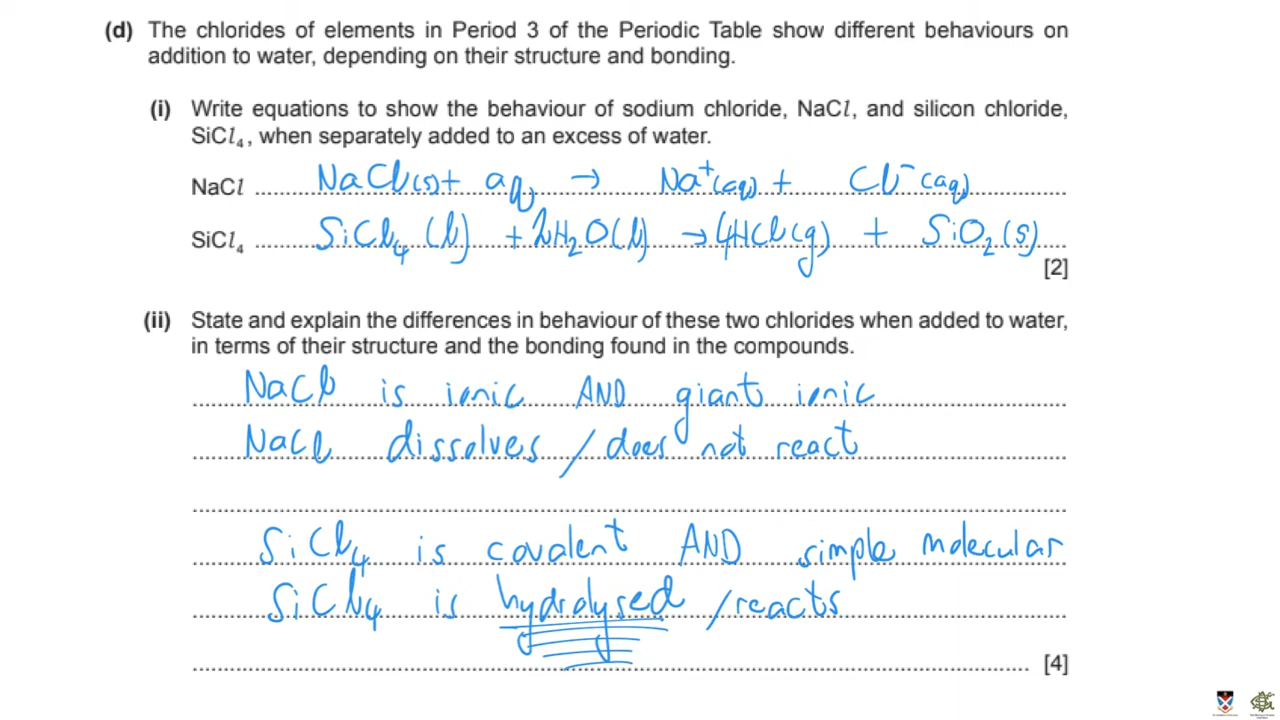 (d) The chlorides of elements in Period 3 of the Periodic Table show different behaviours on
addition to water, depending on their structure and bonding.
(i) Write equations to show the behaviour of sodium chloride, NaCl, and silicon chloride,
SiCl₄, when separately added to an excess of water.
NaCl NaCl(s) + aq → Na⁺(aq) + Cl⁻(aq)
SiCl₄ SiCl₄(l) + 2H₂O(l) → 4HCl(g) + SiO₂(s)
[2]
(ii) State and explain the differences in behaviour of these two chlorides when added to water,
in terms of their structure and the bonding found in the compounds.
NaCl is ionic AND giant ionic
NaCl dissolves / does not react
SiCl₄ is covalent AND simple molecular
SiCl₄ is hydrolysed / reacts
[4]